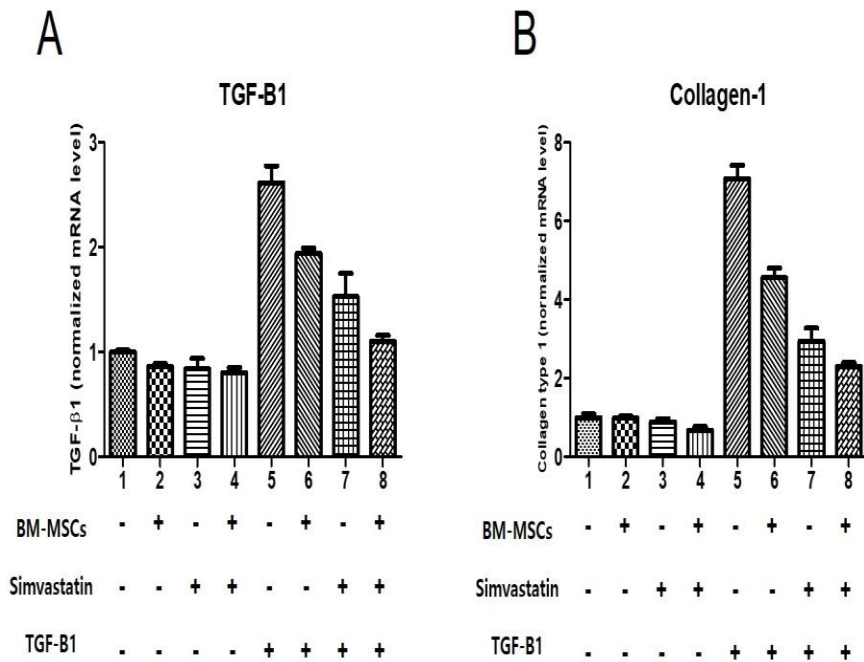 A
TGF-B1
TGF-β1 (normalized mRNA level)
3
2
1
0
1 2 3 4 5 6 7 8
BM-MSCs - + - + - + - +
Simvastatin - - + + - - + +
TGF-B1 - - - - + + + +
B
Collagen-1
Collagen type 1 (normalized mRNA level)
8
6
4
2
0
1 2 3 4 5 6 7 8
BM-MSCs - + - + - + - +
Simvastatin - - + + - - + +
TGF-B1 - - - - + + + +